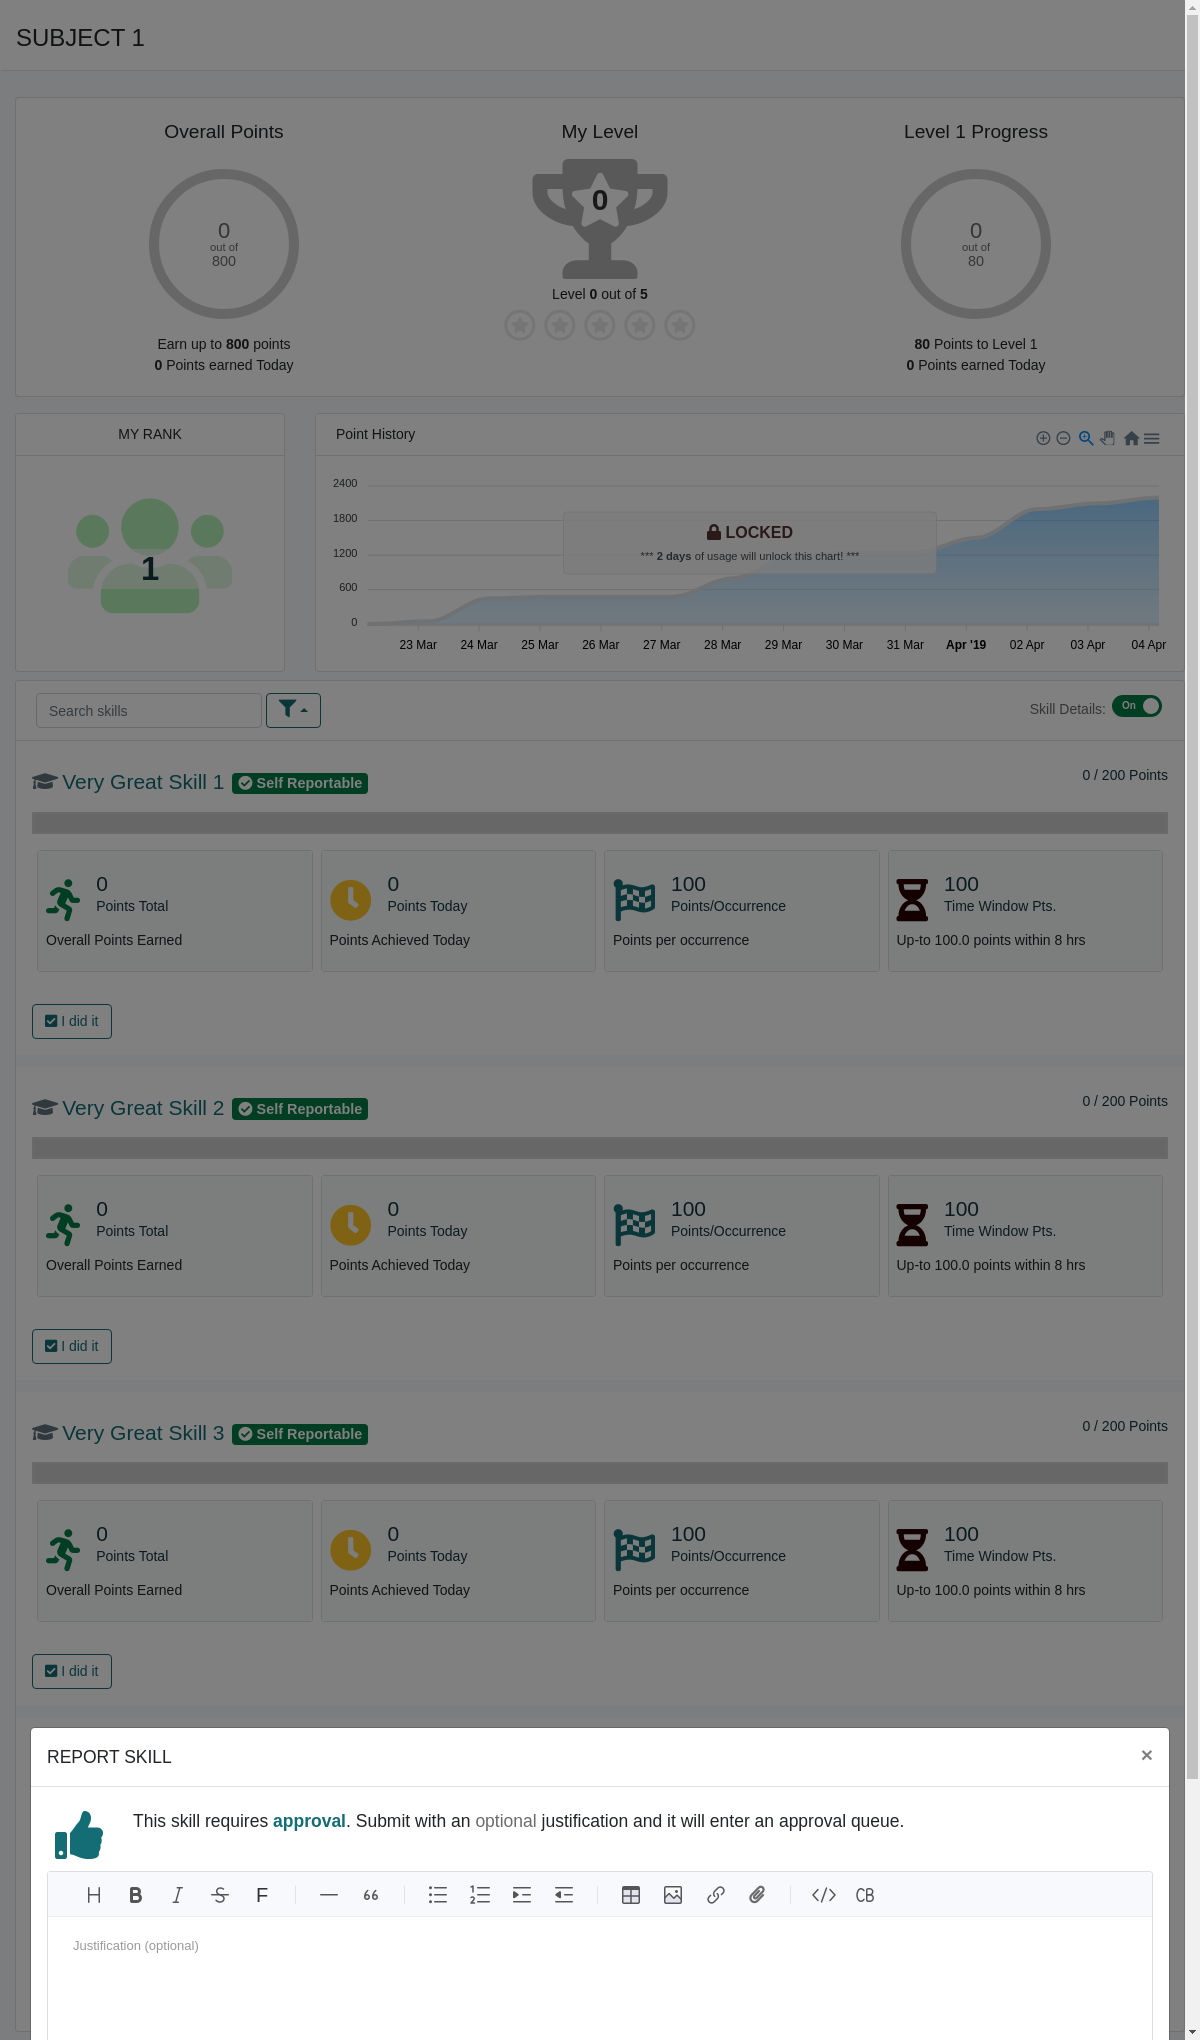 SUBJECT 1
Overall Points
0
out of
800
Earn up to 800 points
0 Points earned Today
My Level
0
Level 0 out of 5
Level 1 Progress
0
out of
80
80 Points to Level 1
0 Points earned Today
MY RANK
1
Point History
2400
1800
1200
600
0
LOCKED
*** 2 days of usage will unlock this chart! ***
23 Mar 24 Mar 25 Mar 26 Mar 27 Mar 28 Mar 29 Mar 30 Mar 31 Mar Apr '19 02 Apr 03 Apr 04 Apr
Search skills
Skill Details: On
Very Great Skill 1 Self Reportable
0 / 200 Points
0
Points Total
Overall Points Earned
0
Points Today
Points Achieved Today
100
Points/Occurrence
Points per occurrence
100
Time Window Pts.
Up-to 100.0 points within 8 hrs
I did it
Very Great Skill 2 Self Reportable
0 / 200 Points
0
Points Total
Overall Points Earned
0
Points Today
Points Achieved Today
100
Points/Occurrence
Points per occurrence
100
Time Window Pts.
Up-to 100.0 points within 8 hrs
I did it
Very Great Skill 3 Self Reportable
0 / 200 Points
0
Points Total
Overall Points Earned
0
Points Today
Points Achieved Today
100
Points/Occurrence
Points per occurrence
100
Time Window Pts.
Up-to 100.0 points within 8 hrs
I did it
REPORT SKILL ×
This skill requires approval. Submit with an optional justification and it will enter an approval queue.
H B I S F CB
Justification (optional)